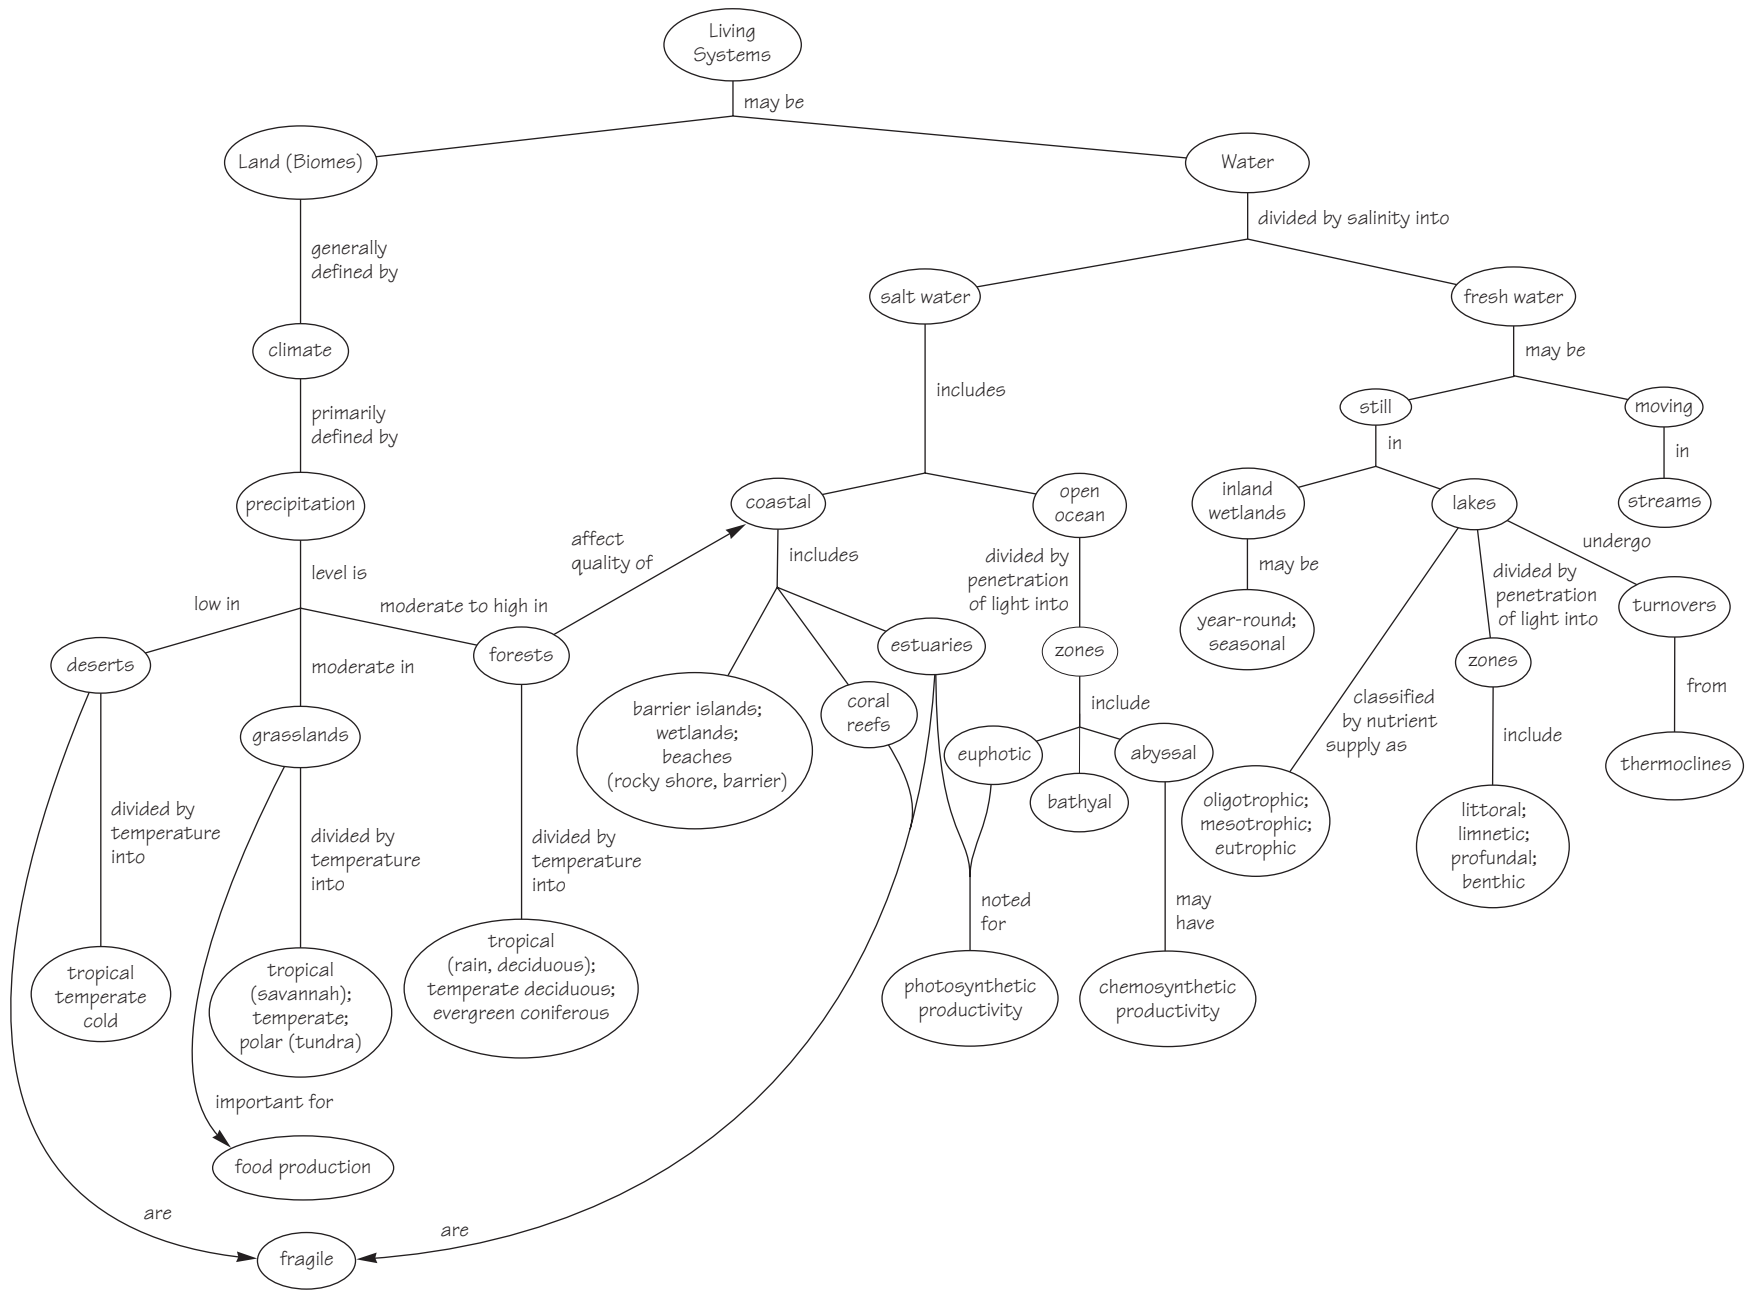 Living
Systems
may be
Land (Biomes)
Water
divided by salinity into
generally
defined by
salt water
fresh water
climate
may be
includes
still
moving
primarily
defined by
in
in
precipitation
coastal
open
ocean
inland
wetlands
lakes
streams
affect
quality of
includes
divided by
penetration
of light into
may be
undergo
divided by
penetration
of light into
level is
low in
moderate to high in
turnovers
year-round;
seasonal
deserts
moderate in
forests
estuaries
zones
zones
from
classified
by nutrient
supply as
include
include
grasslands
barrier islands;
wetlands;
beaches
(rocky shore, barrier)
coral
reefs
euphotic
abyssal
bathyal
thermoclines
oligotrophic;
mesotrophic;
eutrophic
littoral;
limnetic;
profundal;
benthic
divided by
temperature
into
divided by
temperature
into
divided by
temperature
into
noted
for
may
have
tropical
temperate
cold
tropical
(savannah);
temperate;
polar (tundra)
tropical
(rain, deciduous);
temperate deciduous;
evergreen coniferous
photosynthetic
productivity
chemosynthetic
productivity
important for
food production
are
are
fragile